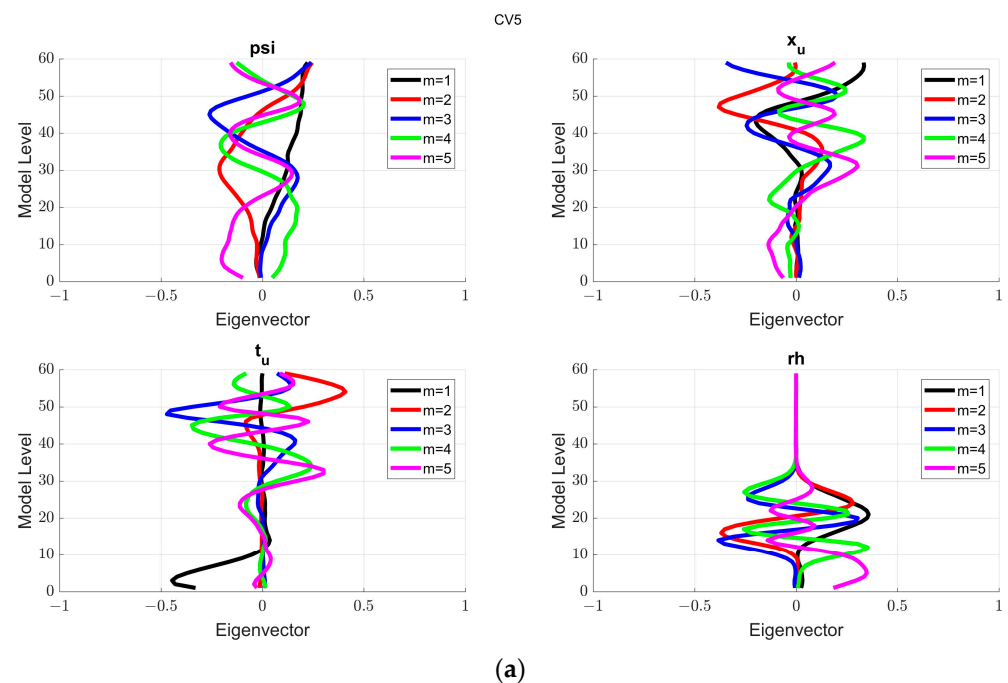 CV5
psi
60
50
40
30
20
10
0
Model Level
−1
−0.5
0
0.5
1
Eigenvector
m=1
m=2
m=3
m=4
m=5
x_u
60
50
40
30
20
10
0
Model Level
−1
−0.5
0
0.5
1
Eigenvector
m=1
m=2
m=3
m=4
m=5
t_u
60
50
40
30
20
10
0
Model Level
−1
−0.5
0
0.5
1
Eigenvector
m=1
m=2
m=3
m=4
m=5
rh
60
50
40
30
20
10
0
Model Level
−1
−0.5
0
0.5
1
Eigenvector
m=1
m=2
m=3
m=4
m=5
(a)